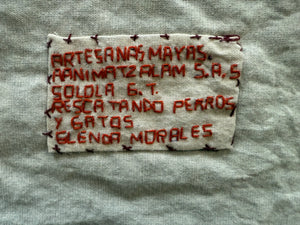 ARTESANAS MAYAS.
AANIMATZALAM S.A,S
SOLOLA G.T.
RESCATANDO PERROS
Y GATOS
GLENDA MORALES